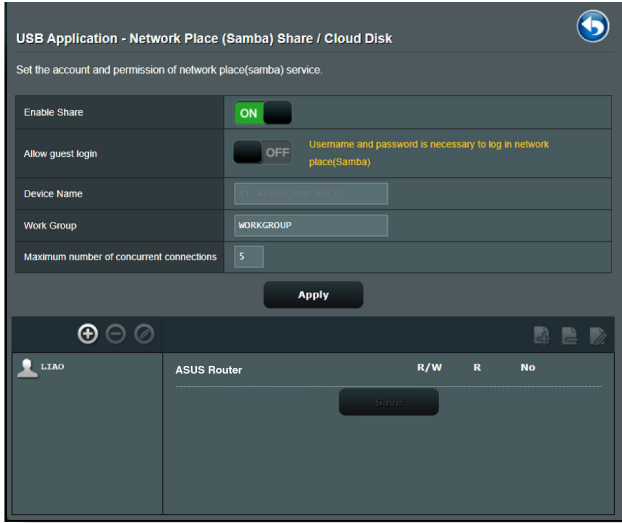 USB Application - Network Place (Samba) Share / Cloud Disk
Set the account and permission of network place(samba) service.
Enable Share
ON
Allow guest login
OFF
Username and password is necessary to log in network
place(Samba)
Device Name
Work Group
WORKGROUP
Maximum number of concurrent connections
5
Apply
LIAO
ASUS Router
R/W R No
Save